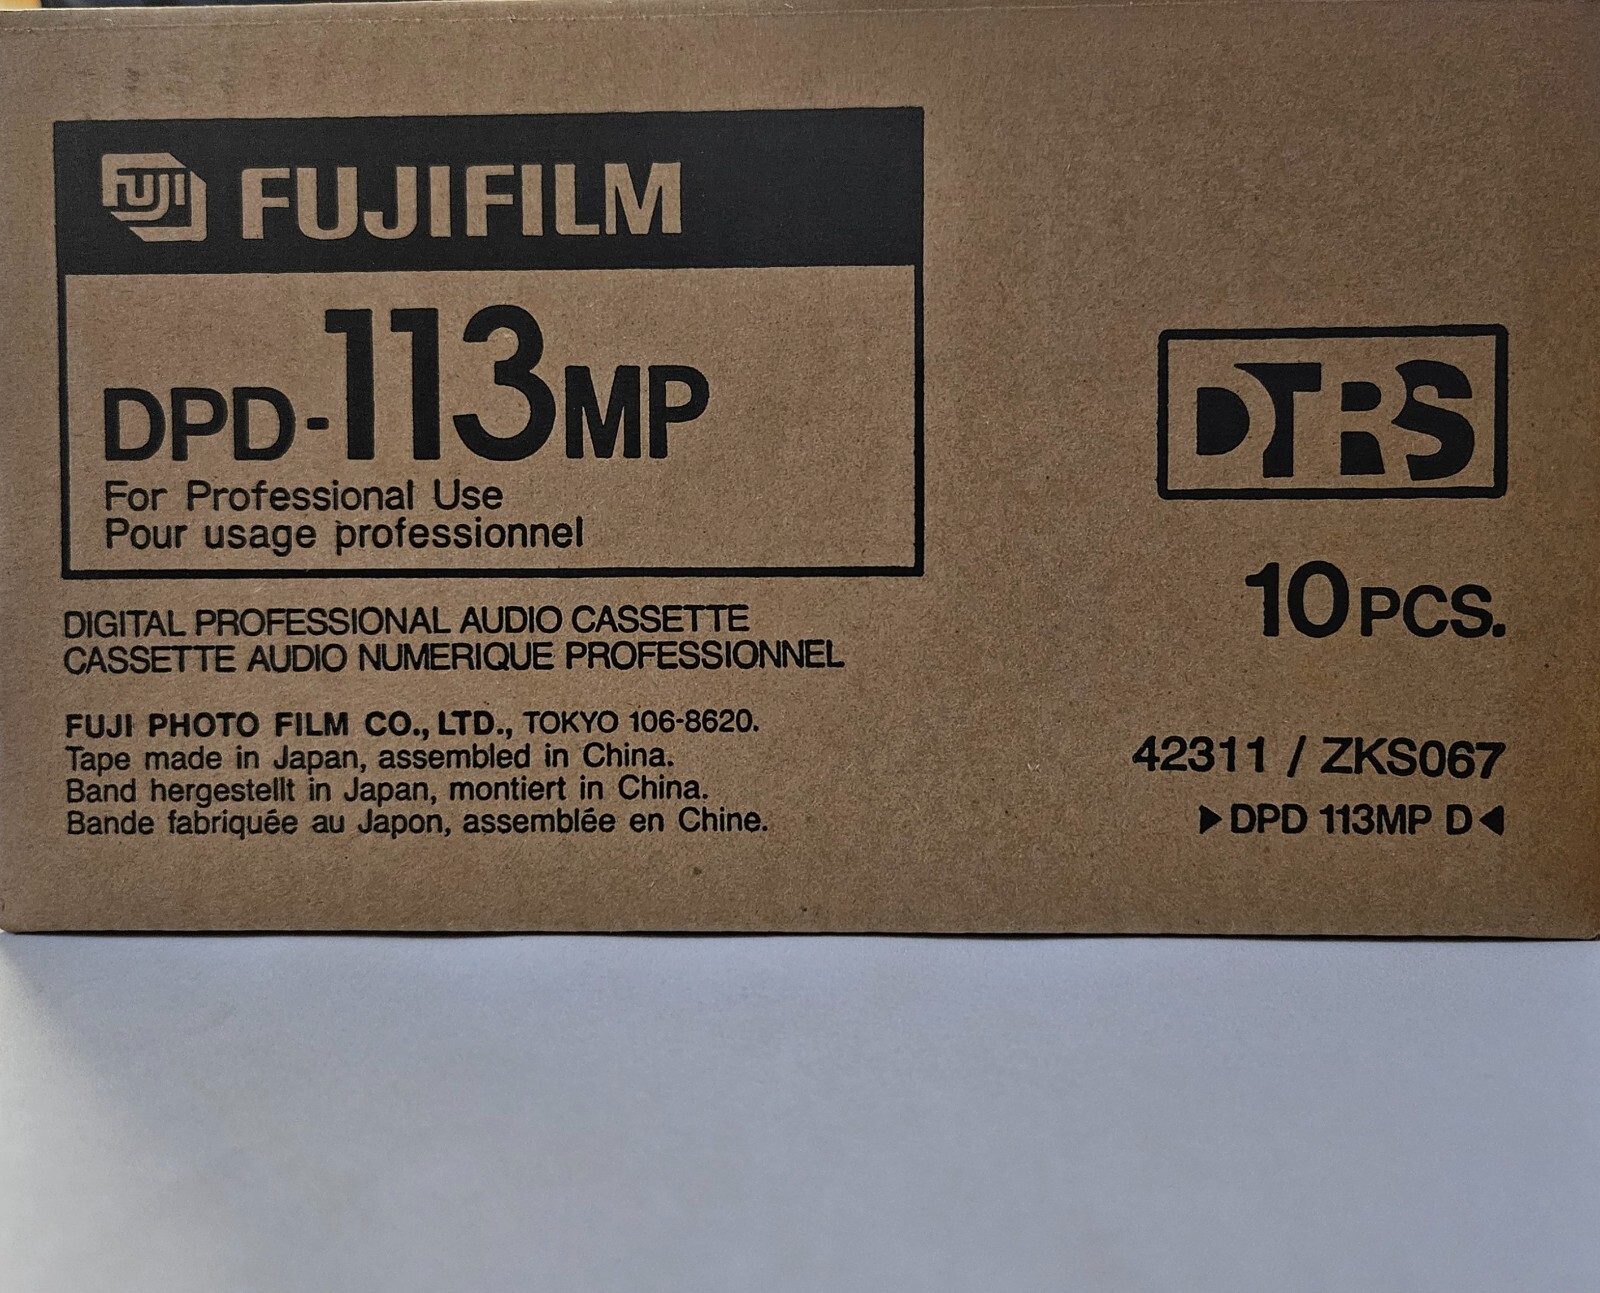 FUJI FUJIFILM
DPD-113MP
For Professional Use
Pour usage professionnel
DTRS
10 PCS.
DIGITAL PROFESSIONAL AUDIO CASSETTE
CASSETTE AUDIO NUMERIQUE PROFESSIONNEL
FUJI PHOTO FILM CO., LTD., TOKYO 106-8620.
Tape made in Japan, assembled in China.
Band hergestellt in Japan, montiert in China.
Bande fabriquée au Japon, assemblée en Chine.
42311 / ZKS067
▶DPD 113MP D◀